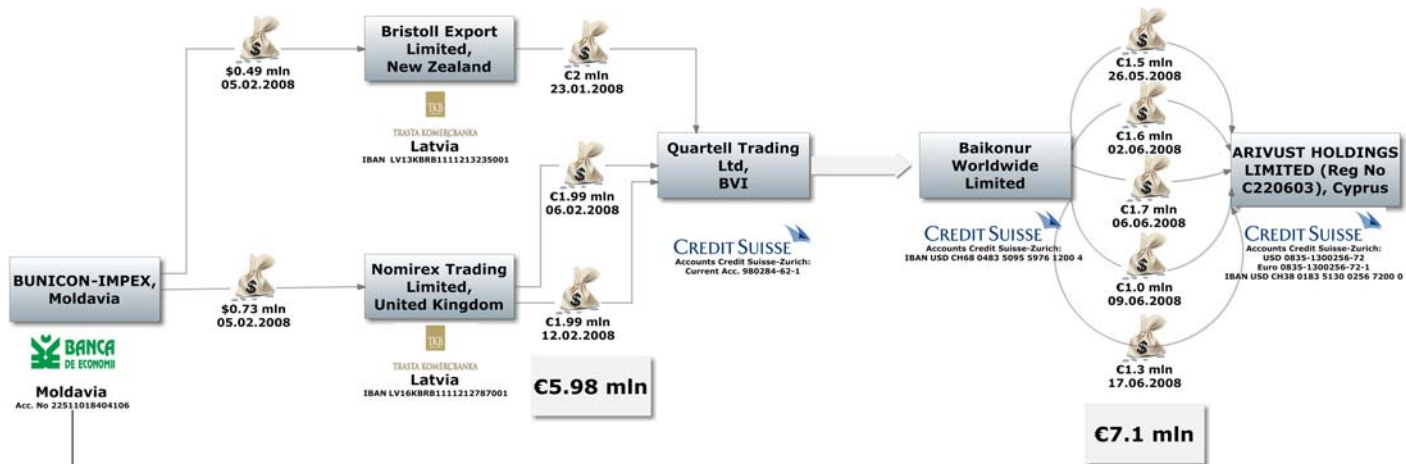 $0.49 mln
05.02.2008
Bristoll Export
Limited,
New Zealand
TKB
TRASTA KOMERCBANKA
Latvia
IBAN LV13KBRB1111213235001
€2 mln
23.01.2008
€1.99 mln
06.02.2008
Quartell Trading
Ltd,
BVI
CREDIT SUISSE
Accounts Credit Suisse-Zurich:
Current Acc. 980284-62-1
BUNICON-IMPEX,
Moldavia
BANCA
DE ECONOMII
Moldavia
Acc. No 22511018404106
$0.73 mln
05.02.2008
Nomirex Trading
Limited,
United Kingdom
TKB
TRASTA KOMERCBANKA
Latvia
IBAN LV16KBRB1111212787001
€1.99 mln
12.02.2008
€5.98 mln
Baikonur
Worldwide
Limited
CREDIT SUISSE
Accounts Credit Suisse-Zurich:
IBAN USD CH68 0483 5095 5976 1200 4
€1.5 mln
26.05.2008
€1.6 mln
02.06.2008
€1.7 mln
06.06.2008
€1.0 mln
09.06.2008
€1.3 mln
17.06.2008
€7.1 mln
ARIVUST HOLDINGS
LIMITED (Reg No
C220603), Cyprus
CREDIT SUISSE
Accounts Credit Suisse-Zurich:
USD 0835-1300256-72
Euro 0835-1300256-72-1
IBAN USD CH38 0183 5130 0256 7200 0